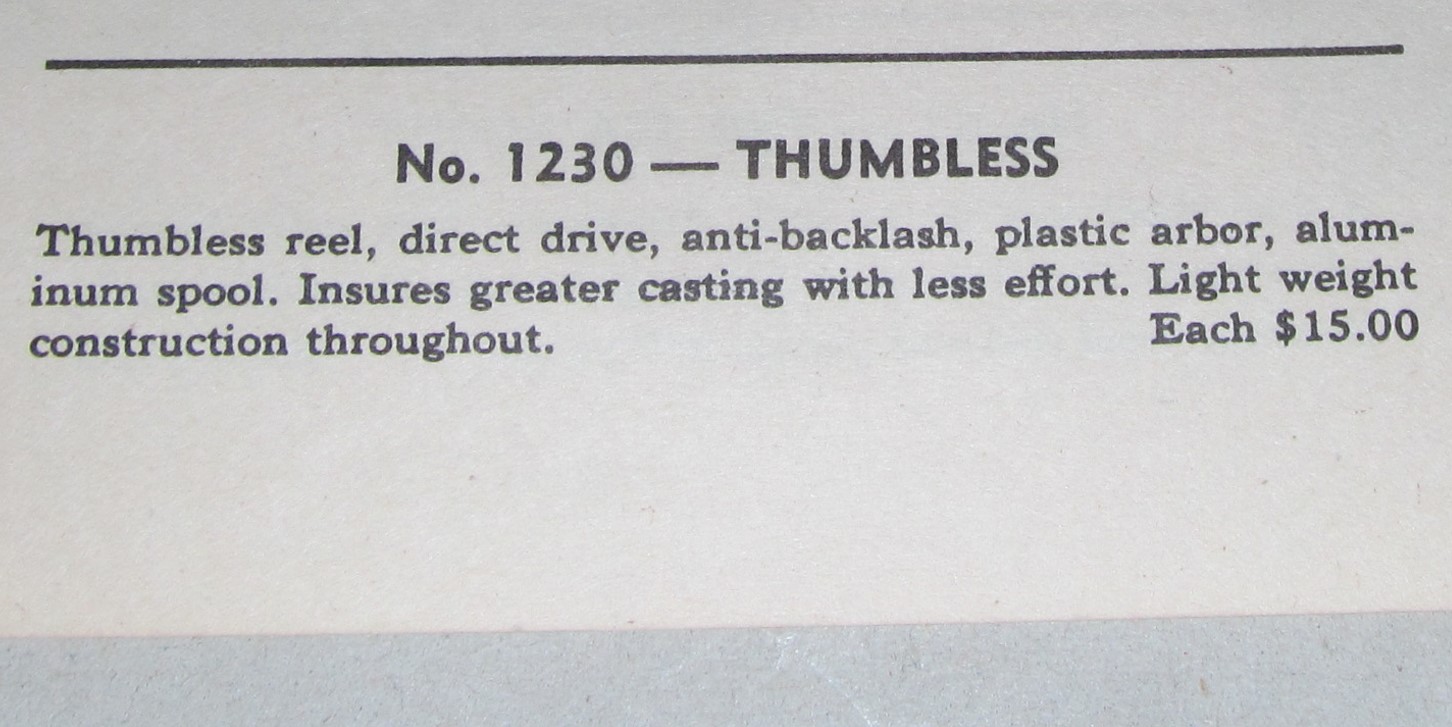 No. 1230 — THUMBLESS
Thumbless reel, direct drive, anti-backlash, plastic arbor, alum-
inum spool. Insures greater casting with less effort. Light weight
construction throughout. Each $15.00